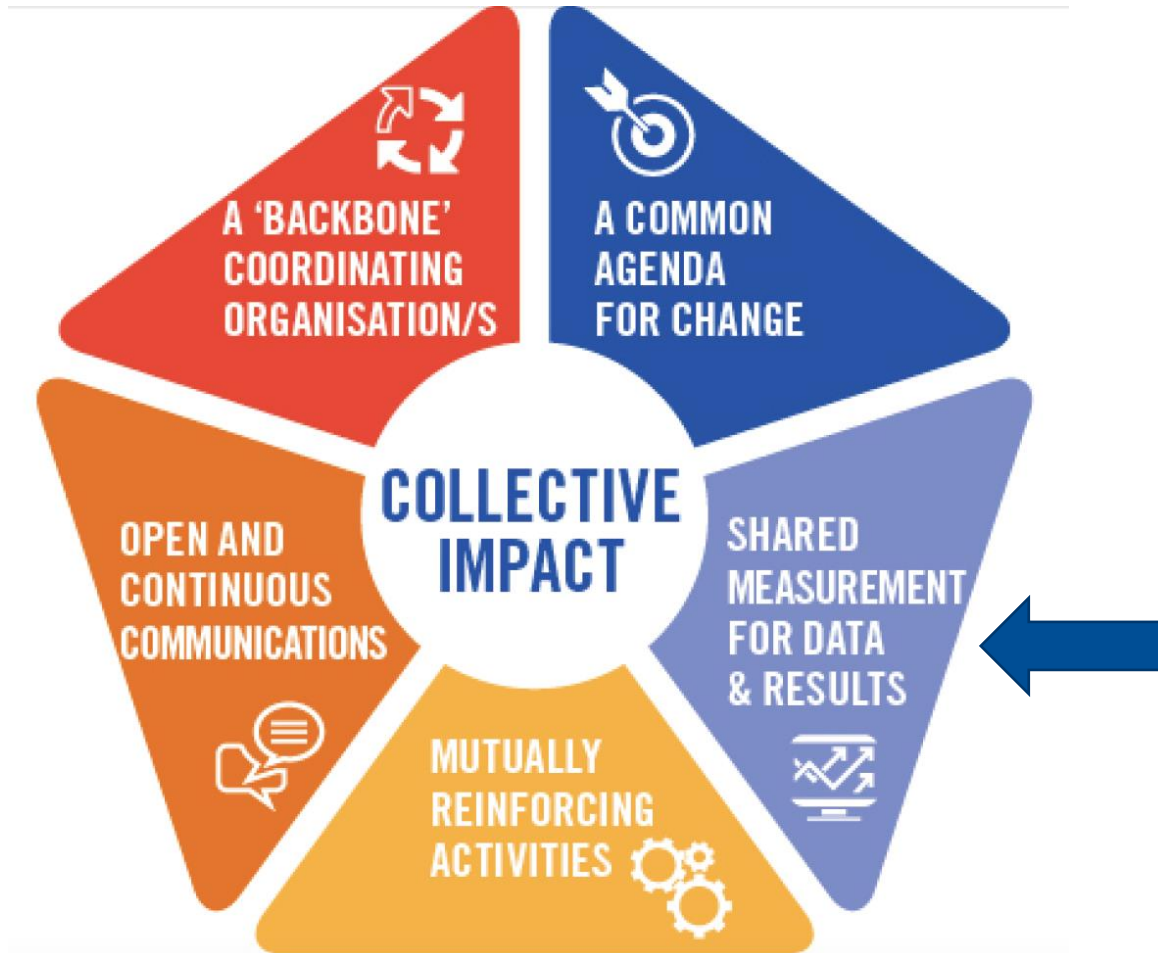 A ‘BACKBONE’
COORDINATING
ORGANISATION/S
A COMMON
AGENDA
FOR CHANGE
COLLECTIVE
IMPACT
OPEN AND
CONTINUOUS
COMMUNICATIONS
SHARED
MEASUREMENT
FOR DATA
& RESULTS
MUTUALLY
REINFORCING
ACTIVITIES